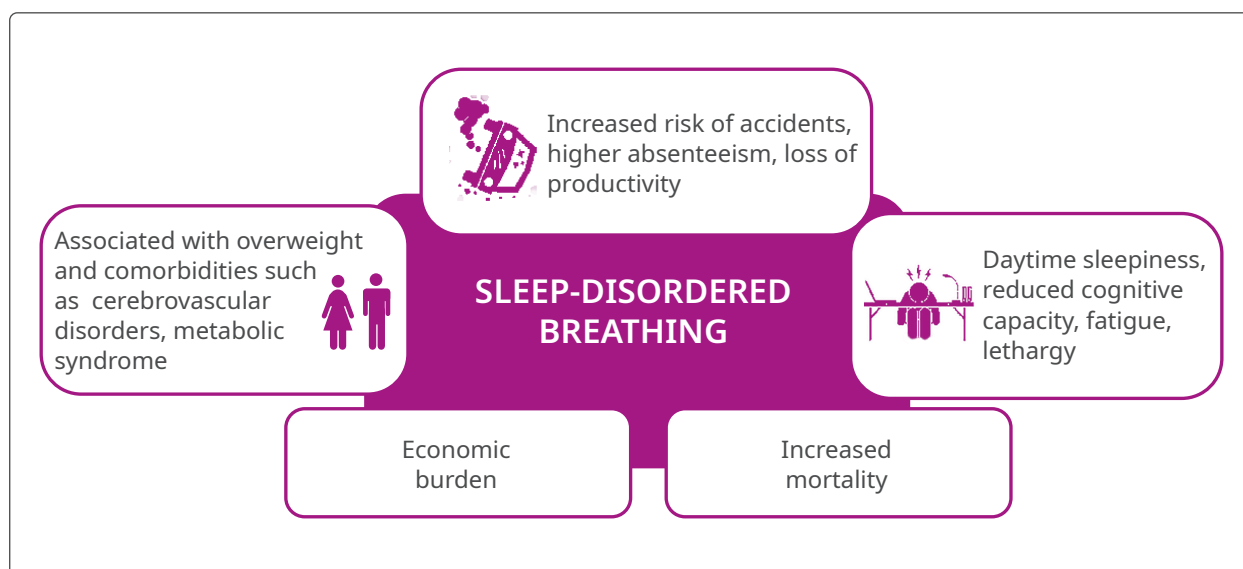 Increased risk of accidents,
higher absenteeism, loss of
productivity
Associated with overweight
and comorbidities such
as  cerebrovascular
disorders, metabolic
syndrome
SLEEP-DISORDERED
BREATHING
Daytime sleepiness,
reduced cognitive
capacity, fatigue,
lethargy
Economic
burden
Increased
mortality